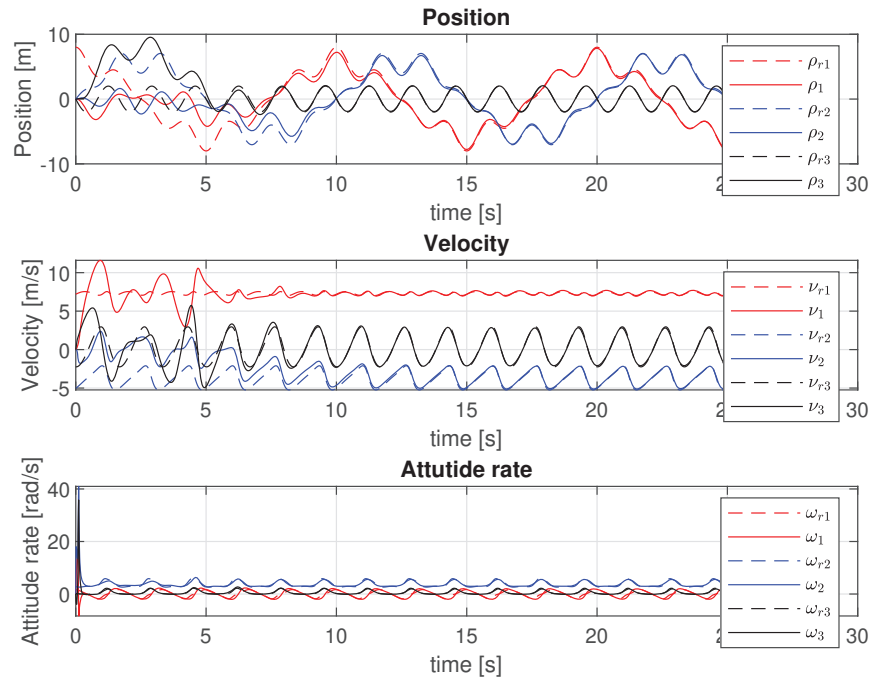 Position
Position [m]
10
0
-10
0
5
10
15
20
25
30
time [s]
ρr1
ρ1
ρr2
ρ2
ρr3
ρ3
Velocity
Velocity [m/s]
10
5
0
-5
0
5
10
15
20
25
30
time [s]
νr1
ν1
νr2
ν2
νr3
ν3
Attutide rate
Attitude rate [rad/s]
40
20
0
0
5
10
15
20
25
30
time [s]
ωr1
ω1
ωr2
ω2
ωr3
ω3